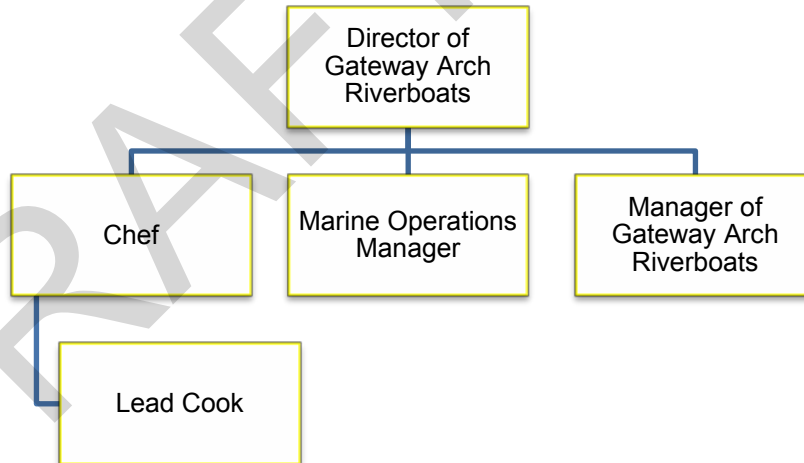 Director of
Gateway Arch
Riverboats
Chef
Marine Operations
Manager
Manager of
Gateway Arch
Riverboats
Lead Cook